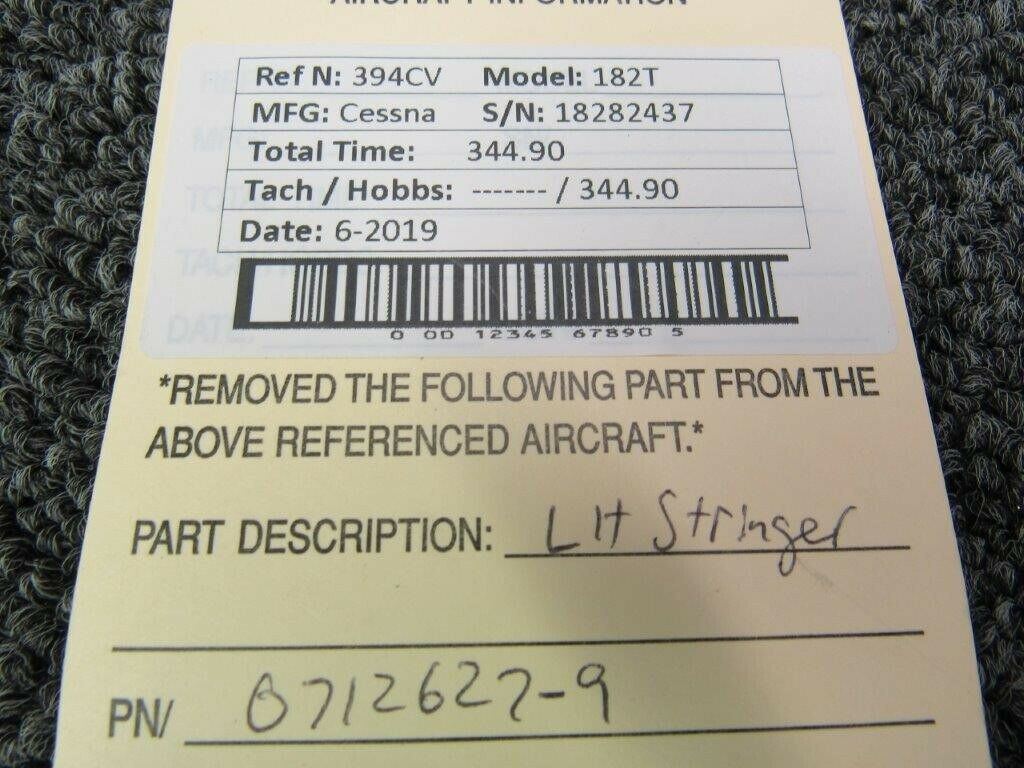 AIRCRAFT INFORMATION
Ref N: 394CV Model: 182T
MFG: Cessna S/N: 18282437
Total Time: 344.90
Tach / Hobbs: ------- / 344.90
Date: 6-2019
0 00 12345 67890 5
*REMOVED THE FOLLOWING PART FROM THE
ABOVE REFERENCED AIRCRAFT.*
PART DESCRIPTION: LH Stringer
PN/ 0712627-9